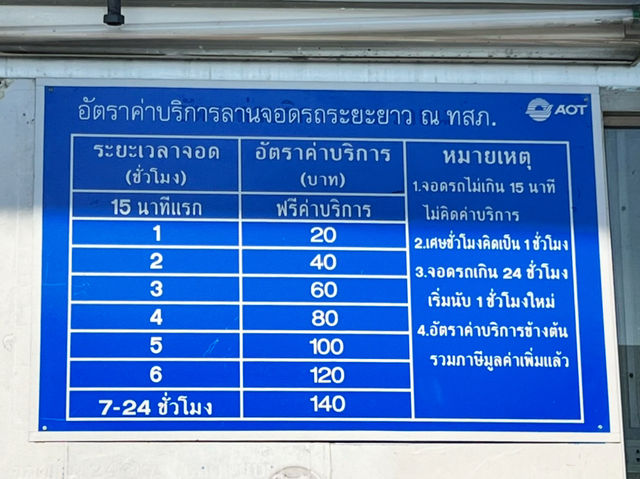 อัตราค่าบริการลานจอดรถระยะยาว ณ ทสภ.
AOT
ระยะเวลาจอด (ชั่วโมง) อัตราค่าบริการ (บาท)
15 นาทีแรก ฟรีค่าบริการ
1 20
2 40
3 60
4 80
5 100
6 120
7-24 ชั่วโมง 140
หมายเหตุ
1.จอดรถไม่เกิน 15 นาที
ไม่คิดค่าบริการ
2.เศษชั่วโมงคิดเป็น 1 ชั่วโมง
3.จอดรถเกิน 24 ชั่วโมง
เริ่มนับ 1 ชั่วโมงใหม่
4.อัตราค่าบริการข้างต้น
รวมภาษีมูลค่าเพิ่มแล้ว